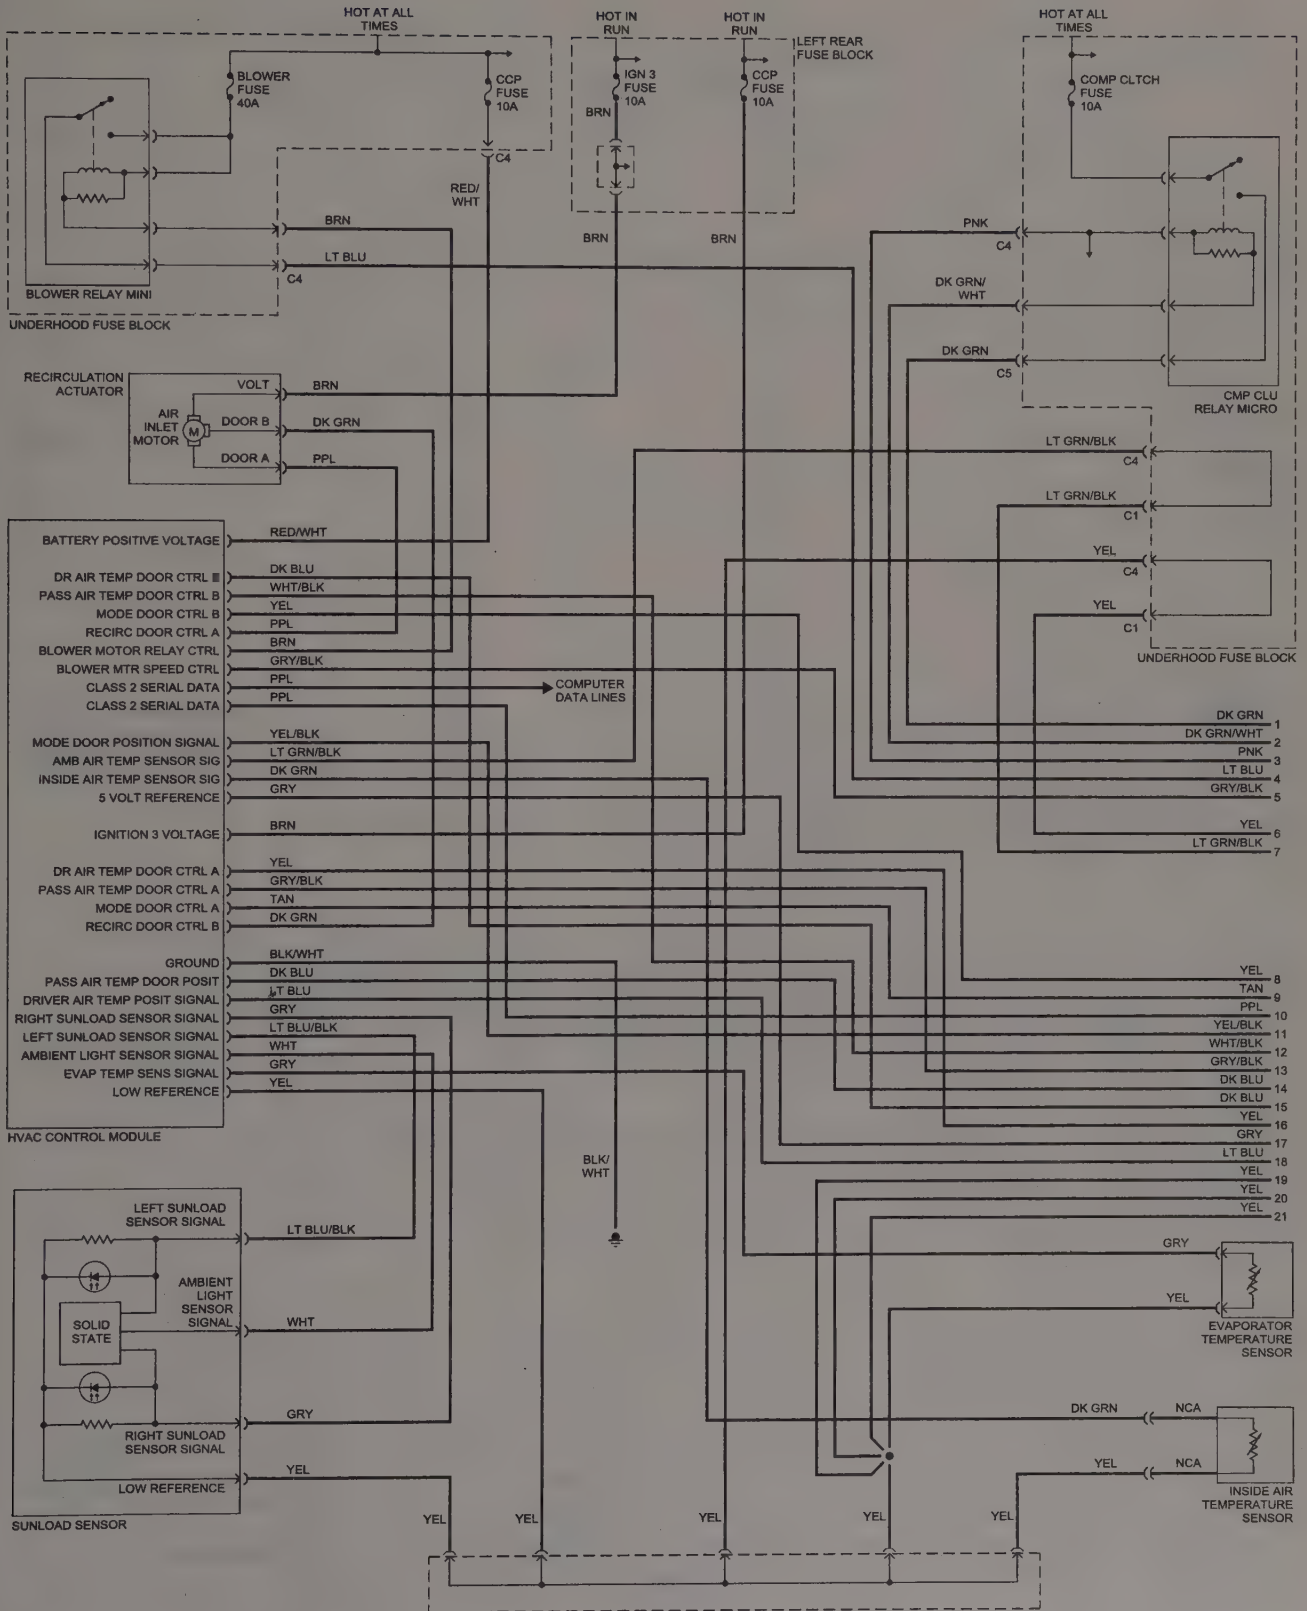 HOT AT ALL
TIMES
HOT IN
RUN
HOT IN
RUN
HOT AT ALL
TIMES
LEFT REAR
FUSE BLOCK
BLOWER
FUSE
40A
CCP
FUSE
10A
IGN 3
FUSE
10A
CCP
FUSE
10A
COMP CLTCH
FUSE
10A
BRN
C4
RED/
WHT
BRN
LT BLU
C4
BRN
BRN
PNK
C4
DK GRN/
WHT
DK GRN
C5
BLOWER RELAY MINI
UNDERHOOD FUSE BLOCK
CMP CLU
RELAY MICRO
RECIRCULATION
ACTUATOR
VOLT
BRN
AIR
INLET
MOTOR
M
DOOR B
DK GRN
DOOR A
PPL
LT GRN/BLK
C4
LT GRN/BLK
C1
YEL
C4
YEL
C1
UNDERHOOD FUSE BLOCK
BATTERY POSITIVE VOLTAGE
RED/WHT
DR AIR TEMP DOOR CTRL
DK BLU
PASS AIR TEMP DOOR CTRL B
WHT/BLK
MODE DOOR CTRL B
YEL
RECIRC DOOR CTRL A
PPL
BLOWER MOTOR RELAY CTRL
BRN
BLOWER MTR SPEED CTRL
GRY/BLK
CLASS 2 SERIAL DATA
PPL
COMPUTER
DATA LINES
CLASS 2 SERIAL DATA
PPL
MODE DOOR POSITION SIGNAL
YEL/BLK
AMB AIR TEMP SENSOR SIG
LT GRN/BLK
INSIDE AIR TEMP SENSOR SIG
DK GRN
5 VOLT REFERENCE
GRY
IGNITION 3 VOLTAGE
BRN
DR AIR TEMP DOOR CTRL A
YEL
PASS AIR TEMP DOOR CTRL A
GRY/BLK
MODE DOOR CTRL A
TAN
RECIRC DOOR CTRL B
DK GRN
GROUND
BLK/WHT
PASS AIR TEMP DOOR POSIT
DK BLU
DRIVER AIR TEMP POSIT SIGNAL
LT BLU
RIGHT SUNLOAD SENSOR SIGNAL
GRY
LEFT SUNLOAD SENSOR SIGNAL
LT BLU/BLK
AMBIENT LIGHT SENSOR SIGNAL
WHT
EVAP TEMP SENS SIGNAL
GRY
LOW REFERENCE
YEL
HVAC CONTROL MODULE
DK GRN 1
DK GRN/WHT 2
PNK 3
LT BLU 4
GRY/BLK 5
YEL 6
LT GRN/BLK 7
YEL 8
TAN 9
PPL 10
YEL/BLK 11
WHT/BLK 12
GRY/BLK 13
DK BLU 14
DK BLU 15
YEL 16
GRY 17
LT BLU 18
YEL 19
YEL 20
YEL 21
BLK/
WHT
LEFT SUNLOAD
SENSOR SIGNAL
LT BLU/BLK
AMBIENT
LIGHT
SENSOR
SIGNAL
SOLID
STATE
WHT
GRY
RIGHT SUNLOAD
SENSOR SIGNAL
YEL
LOW REFERENCE
SUNLOAD SENSOR
GRY
YEL
EVAPORATOR
TEMPERATURE
SENSOR
DK GRN
NCA
YEL
NCA
INSIDE AIR
TEMPERATURE
SENSOR
YEL
YEL
YEL
YEL
YEL